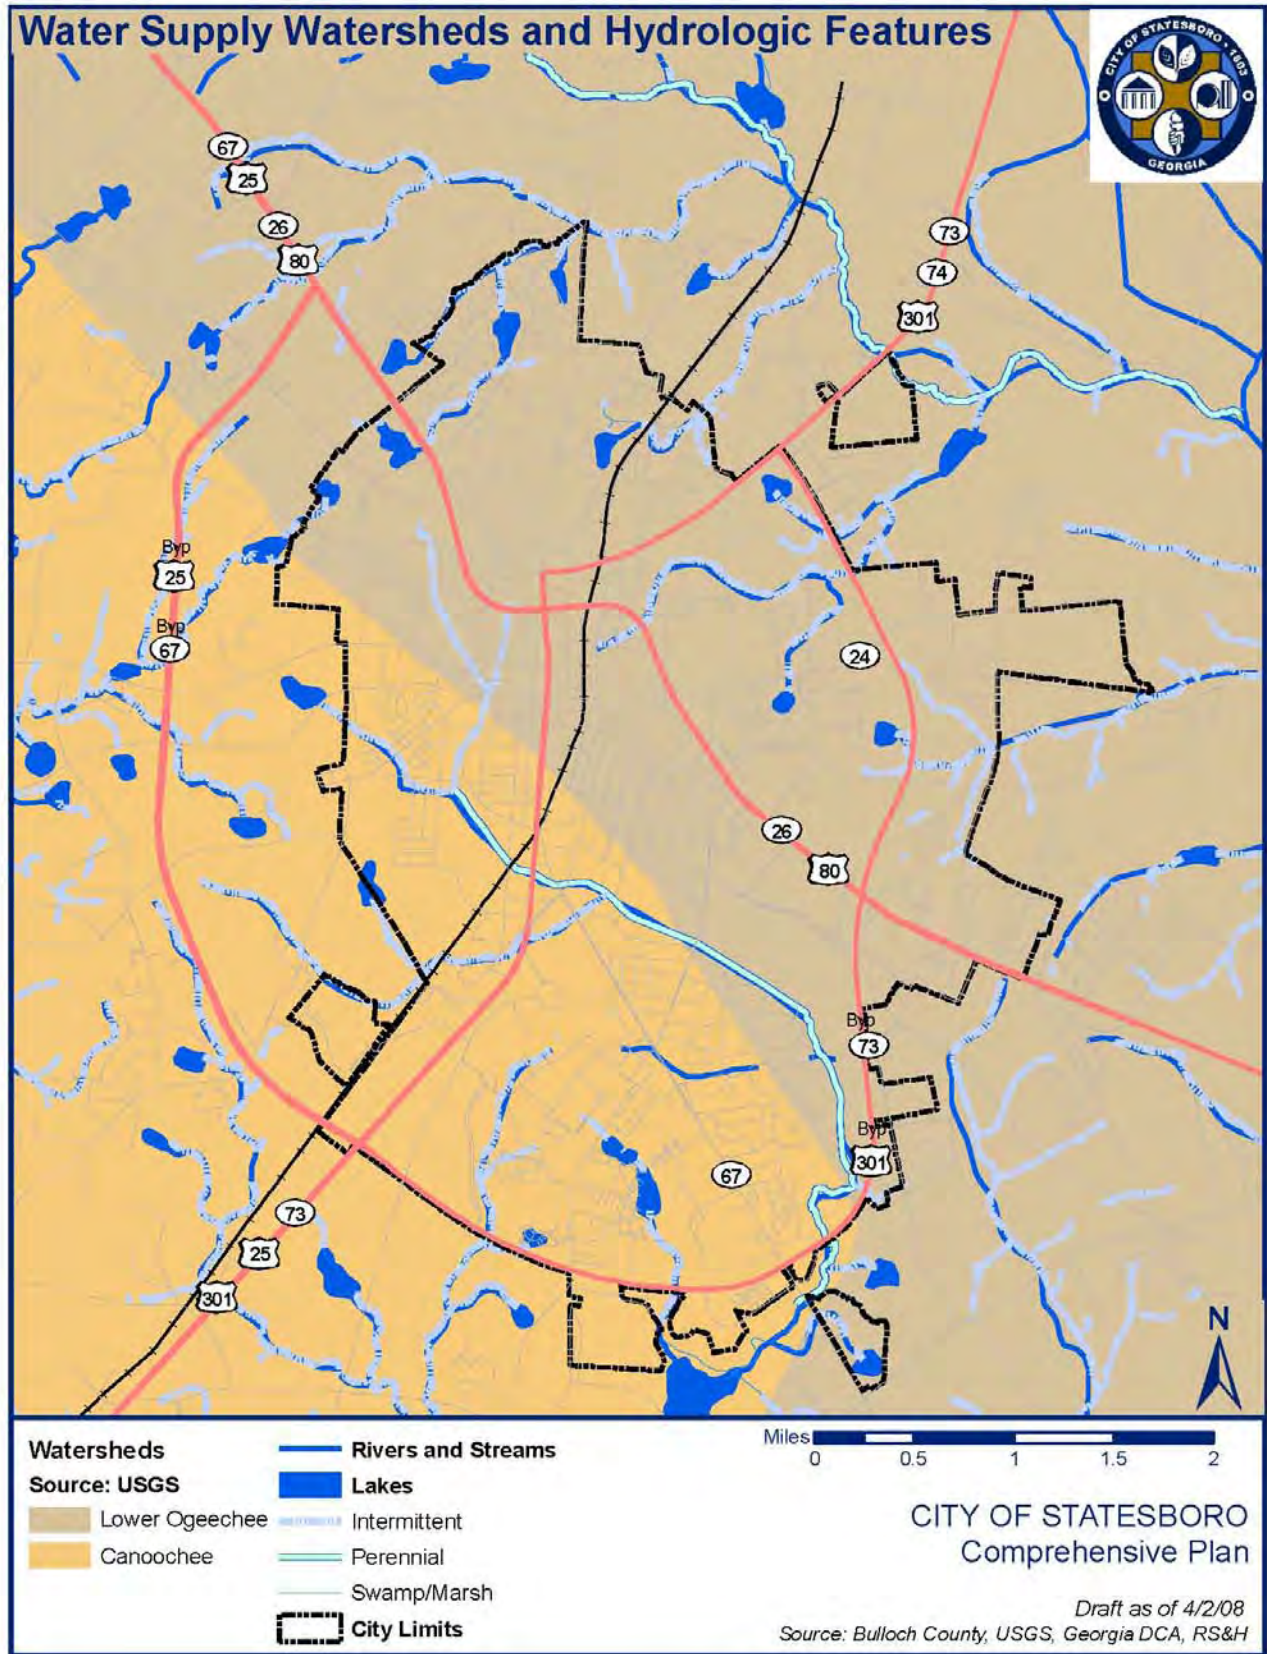 Water Supply Watersheds and Hydrologic Features
CITY OF STATESBORO • 1803
GEORGIA
67
25
26
80
73
74
301
Byp
25
Byp
67
24
26
80
Byp
73
Byp
301
67
73
25
301
N
Watersheds
Source: USGS
Lower Ogeechee
Canoochee
Rivers and Streams
Lakes
Intermittent
Perennial
Swamp/Marsh
City Limits
Miles
0 0.5 1 1.5 2
CITY OF STATESBORO
Comprehensive Plan
Draft as of 4/2/08
Source: Bulloch County, USGS, Georgia DCA, RS&H